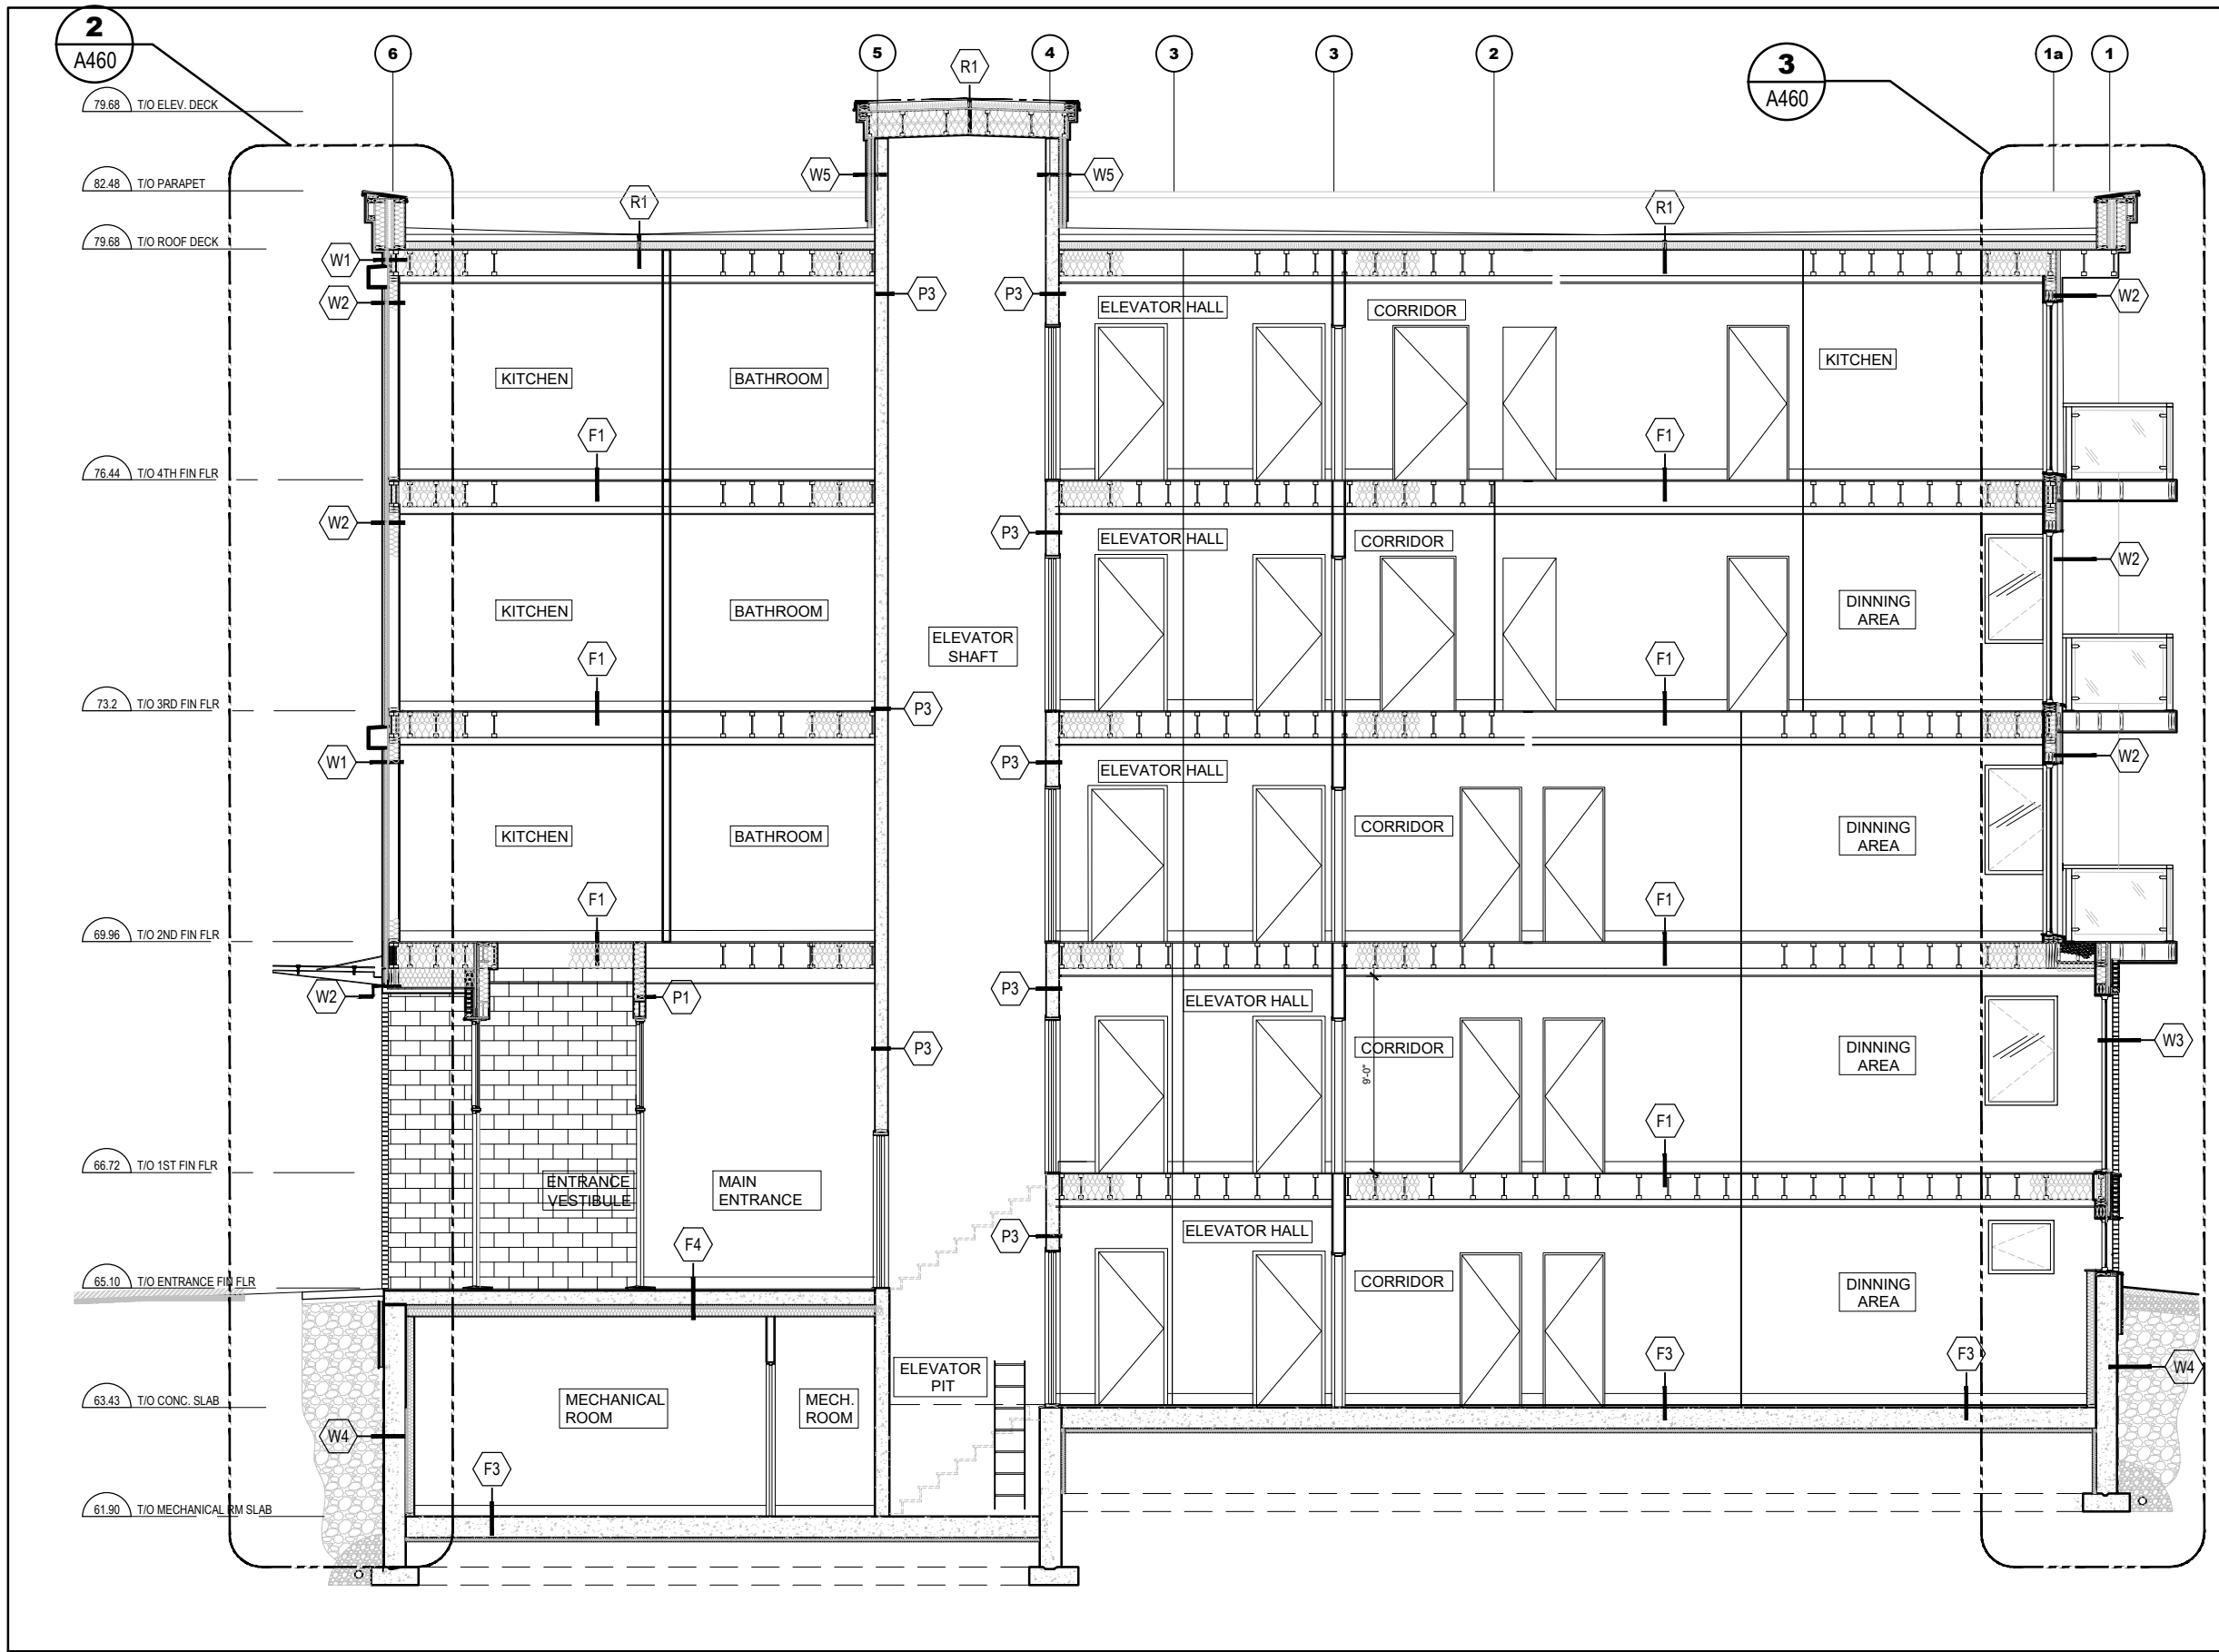 2
A460
6
5
4
3
3
2
1a
1
R1
3
A460
79.68 T/O ELEV. DECK
82.48 T/O PARAPET
W5
W5
R1
R1
79.68 T/O ROOF DECK
W1
W2
P3
P3
W2
ELEVATOR HALL
CORRIDOR
KITCHEN
BATHROOM
KITCHEN
F1
F1
76.44 T/O 4TH FIN FLR
W2
P3
ELEVATOR HALL
CORRIDOR
W2
KITCHEN
BATHROOM
DINNING
AREA
ELEVATOR
SHAFT
F1
F1
73.2 T/O 3RD FIN FLR
P3
W1
P3
W2
ELEVATOR HALL
KITCHEN
BATHROOM
CORRIDOR
DINNING
AREA
F1
F1
69.96 T/O 2ND FIN FLR
W2
P1
P3
ELEVATOR HALL
P3
CORRIDOR
DINNING
AREA
W3
9'-0"
F1
66.72 T/O 1ST FIN FLR
ENTRANCE
VESTIBULE
MAIN
ENTRANCE
F4
P3
ELEVATOR HALL
65.10 T/O ENTRANCE FIN FLR
CORRIDOR
DINNING
AREA
ELEVATOR
PIT
F3
F3
W4
63.43 T/O CONC. SLAB
MECHANICAL
ROOM
MECH.
ROOM
W4
F3
61.90 T/O MECHANICAL RM SLAB